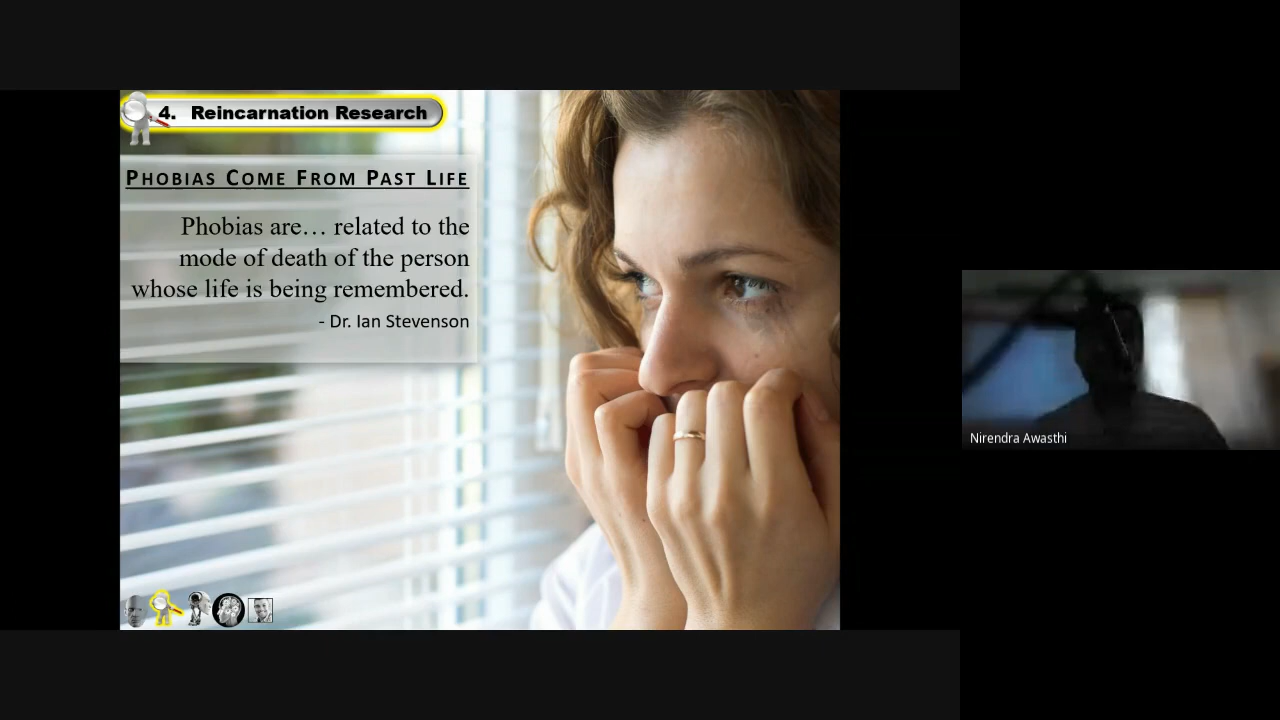 4. Reincarnation Research
PHOBIAS COME FROM PAST LIFE
Phobias are… related to the
mode of death of the person
whose life is being remembered.
- Dr. Ian Stevenson
Nirendra Awasthi